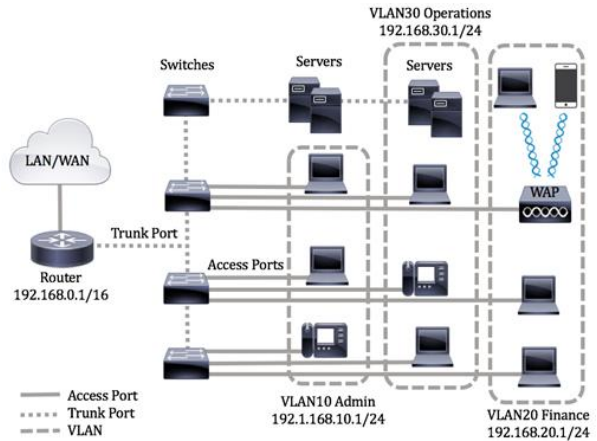 VLAN30 Operations
192.168.30.1/24
Switches
Servers
Servers
LAN/WAN
WAP
Trunk Port
Access Ports
Router
192.168.0.1/16
Access Port
Trunk Port
VLAN
VLAN10 Admin
192.1.168.10.1/24
VLAN20 Finance
192.168.20.1/24